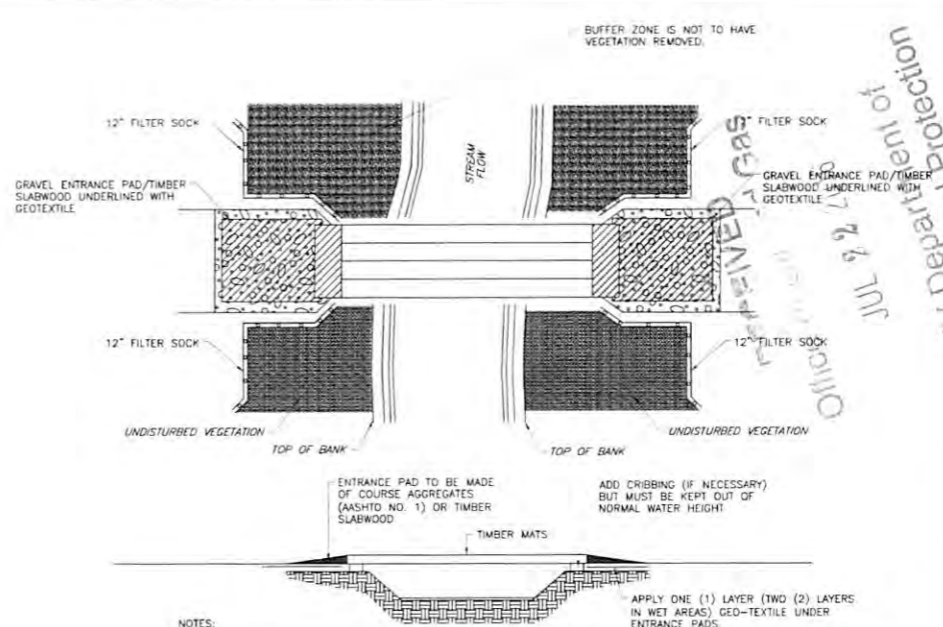 BUFFER ZONE IS NOT TO HAVE
VEGETATION REMOVED.
12" FILTER SOCK
FILTER SOCK
STREAM
FLOW
GRAVEL ENTRANCE PAD/TIMBER
SLABWOOD UNDERLINED WITH
GEOTEXTILE
GRAVEL ENTRANCE PAD/TIMBER
SLABWOOD UNDERLINED WITH
GEOTEXTILE
RECEIVED
Gas
JUL 22
Department of
Protection
Office
12" FILTER SOCK
12" FILTER SOCK
UNDISTURBED VEGETATION
UNDISTURBED VEGETATION
TOP OF BANK
TOP OF BANK
ENTRANCE PAD TO BE MADE
OF COURSE AGGREGATES
(AASHTO NO. 1) OR TIMBER
SLABWOOD
ADD CRIBBING (IF NECESSARY)
BUT MUST BE KEPT OUT OF
NORMAL WATER HEIGHT
TIMBER MATS
APPLY ONE (1) LAYER (TWO (2) LAYERS
IN WET AREAS) GEO-TEXTILE UNDER
ENTRANCE PADS.
NOTES: